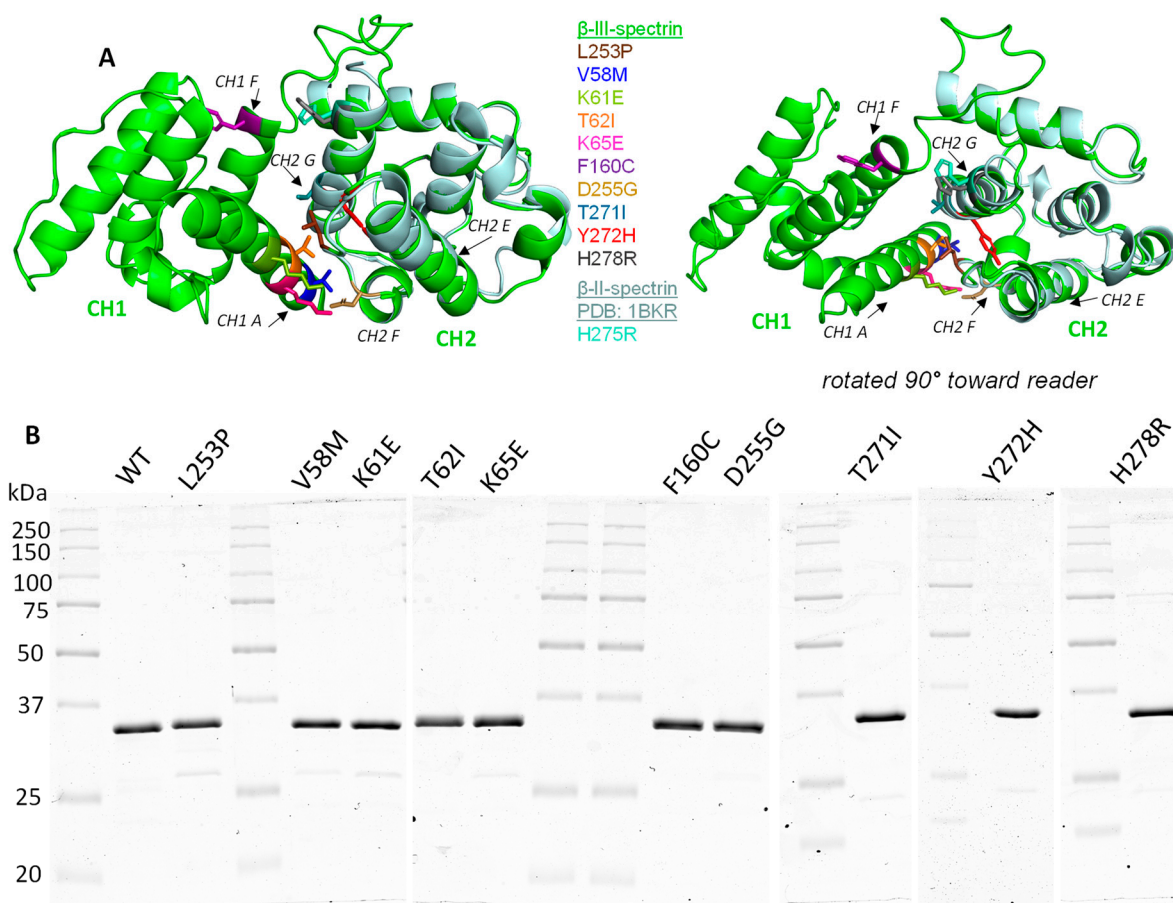 A
CH1 F
CH2 G
CH2 E
CH1
CH1 A
CH2 F
CH2
β-III-spectrin
L253P
V58M
K61E
T62I
K65E
F160C
D255G
T271I
Y272H
H278R
β-II-spectrin
PDB: 1BKR
H275R
CH1 F
CH2 G
CH1
CH1 A
CH2 F
CH2 E
CH2
rotated 90° toward reader
B
WT L253P V58M K61E T62I K65E F160C D255G T271I Y272H H278R
kDa
250
150
100
75
50
37
25
20